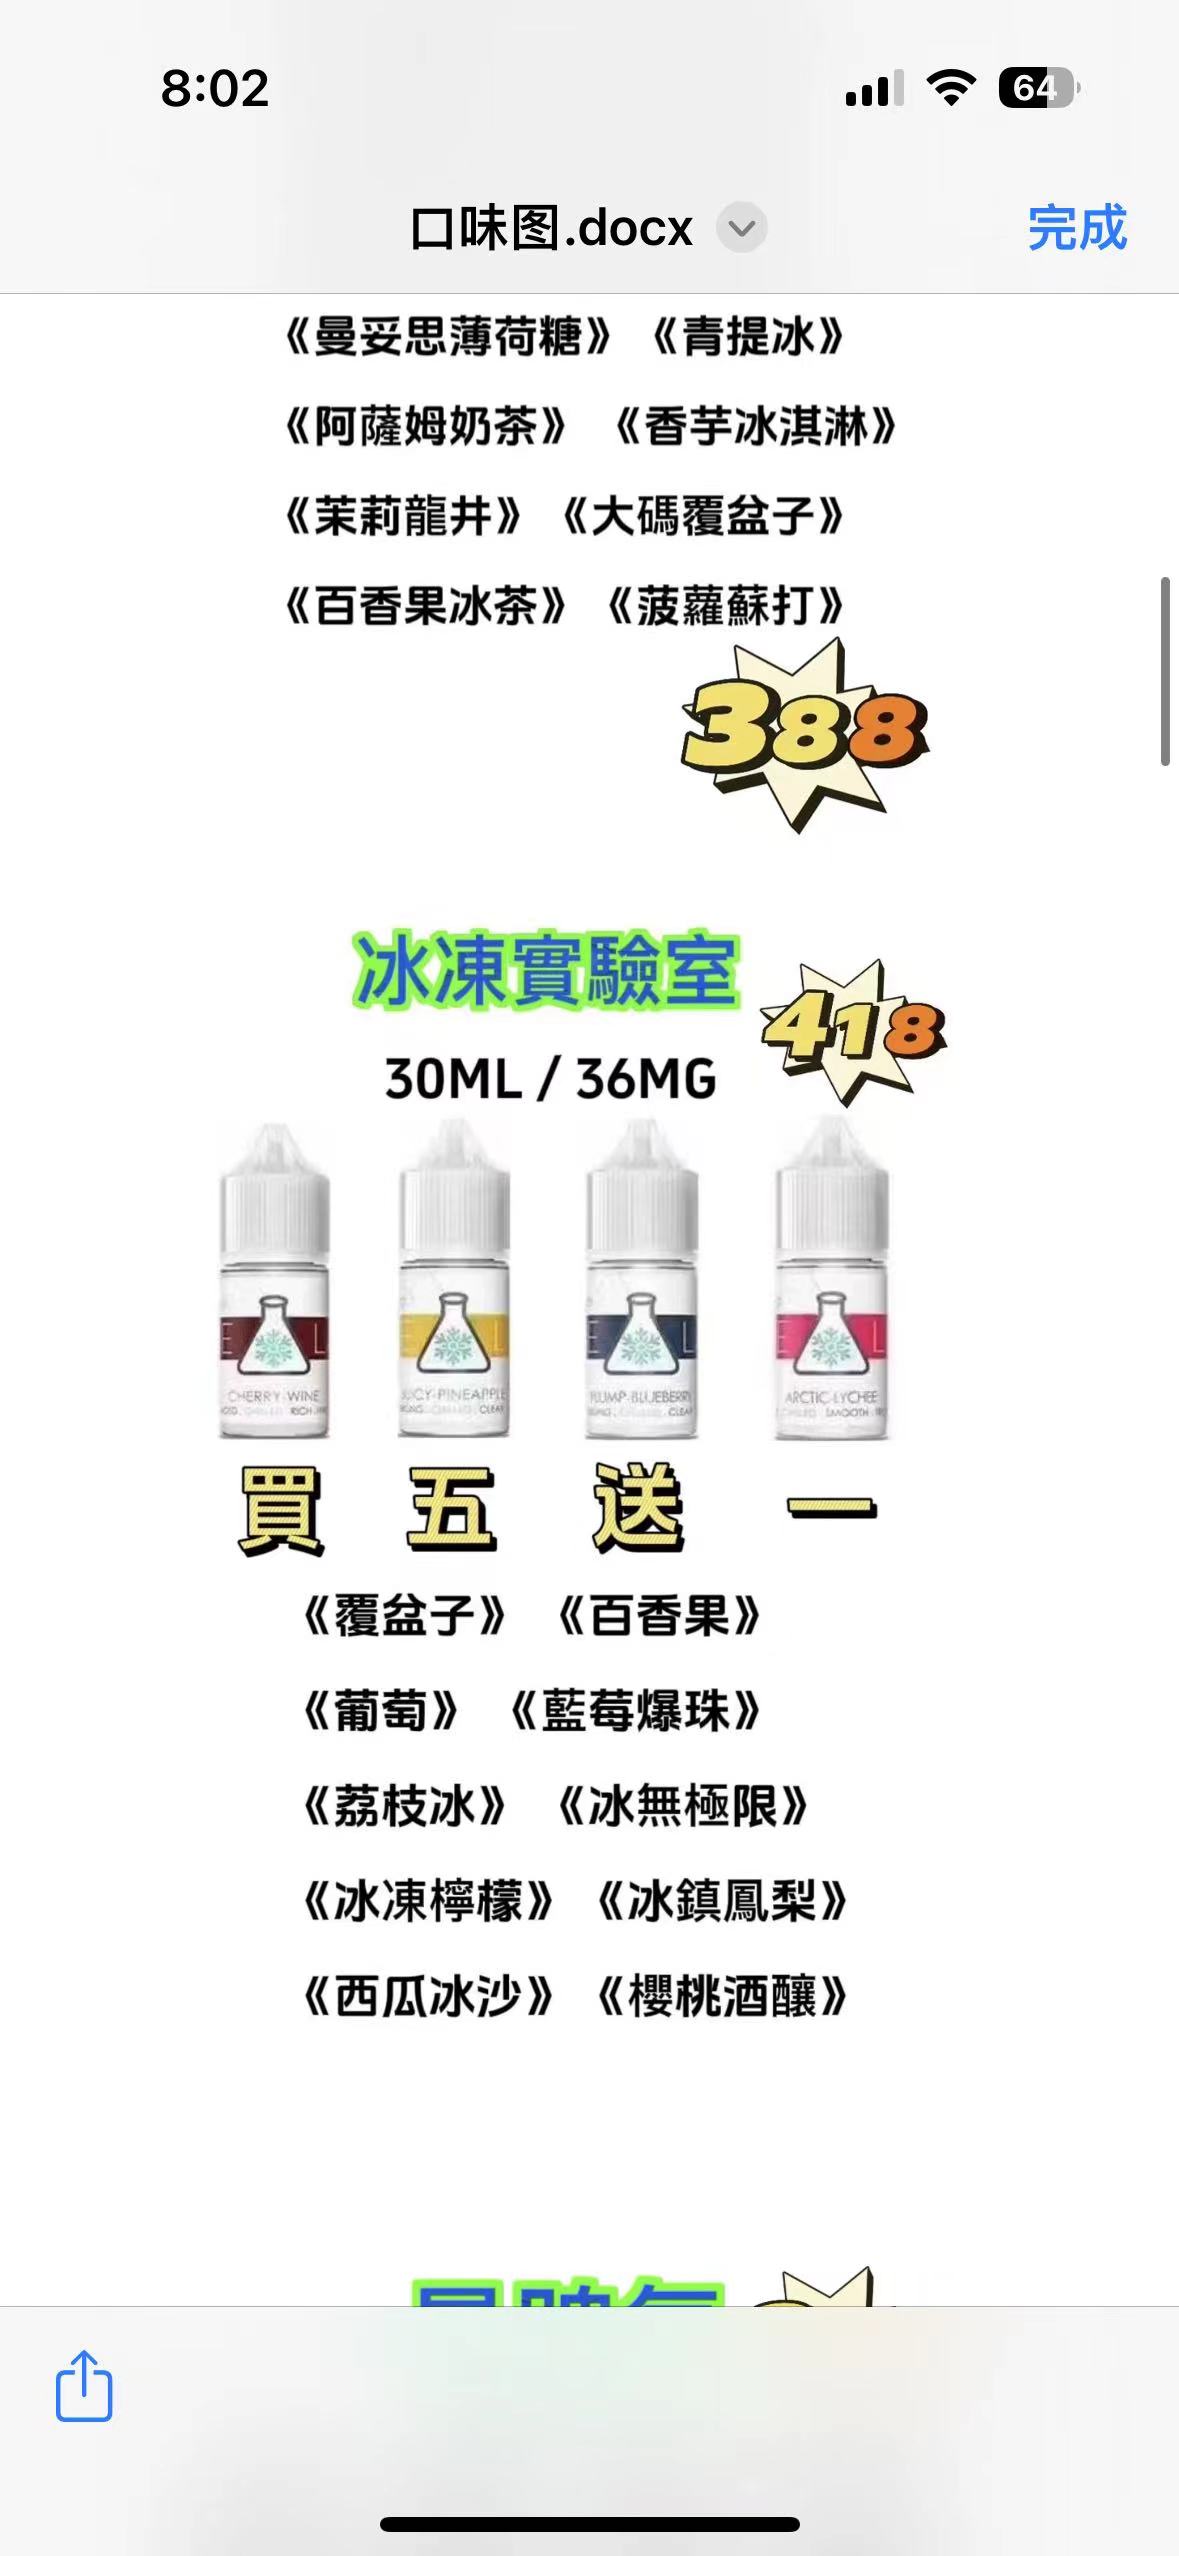 8:02
64
口味图.docx
完成
《曼妥思薄荷糖》 《青提冰》
《阿薩姆奶茶》 《香芋冰淇淋》
《茉莉龍井》 《大碼覆盆子》
《百香果冰茶》 《菠蘿蘇打》
388
冰凍實驗室
418
30ML / 36MG
E L E L E L E L
CHERRY·WINE
JUICY·PINEAPPLE
PLUMP·BLUEBERRY
ARCTIC·LYCHEE
RICH
CLEA
CLEA
SMOOTH
買 五 送 一
《覆盆子》 《百香果》
《葡萄》 《藍莓爆珠》
《荔枝冰》 《冰無極限》
《冰凍檸檬》 《冰鎮鳳梨》
《西瓜冰沙》 《櫻桃酒釀》